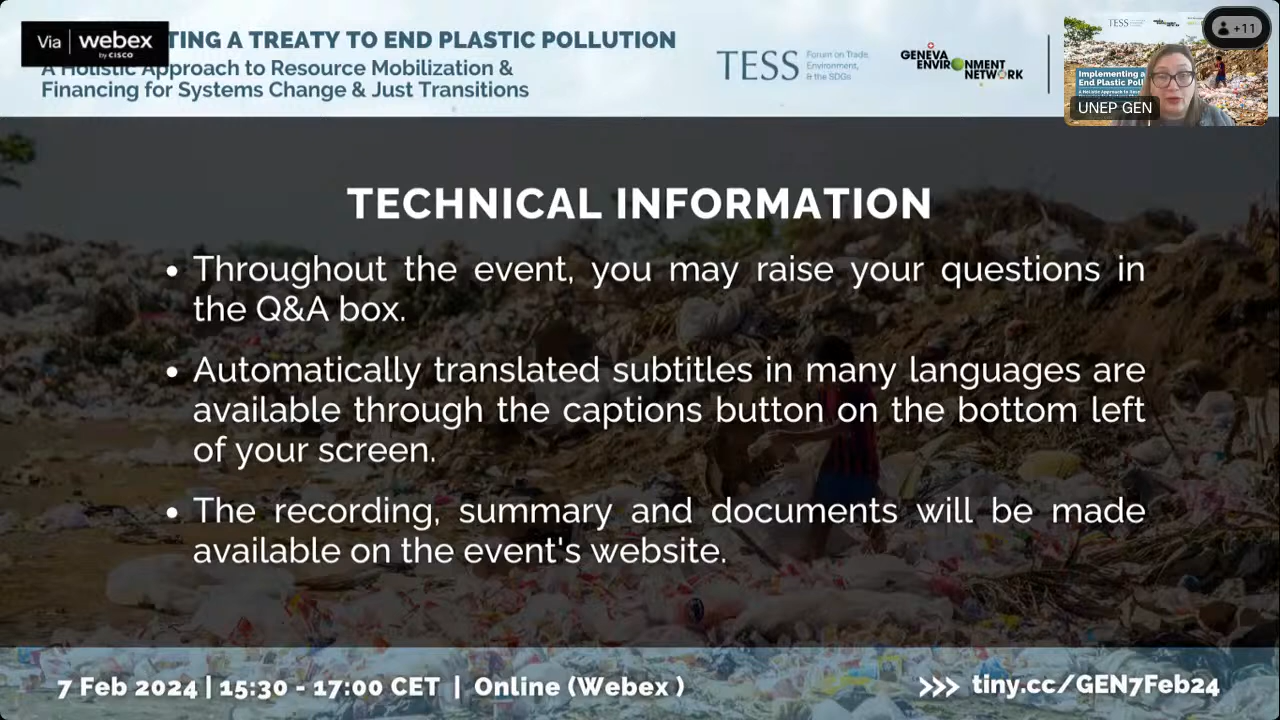 Via webex
by CISCO
TING A TREATY TO END PLASTIC POLLUTION
A Holistic Approach to Resource Mobilization &
Financing for Systems Change & Just Transitions
TESS Forum on Trade,
Environment,
& the SDGs
GENEVA
ENVIRONMENT
NETWORK
+11
Implementing a
End Plastic Poll
UNEP GEN
TECHNICAL INFORMATION
• Throughout the event, you may raise your questions in
the Q&A box.
• Automatically translated subtitles in many languages are
available through the captions button on the bottom left
of your screen.
• The recording, summary and documents will be made
available on the event's website.
7 Feb 2024 | 15:30 - 17:00 CET | Online (Webex )
>>> tiny.cc/GEN7Feb24